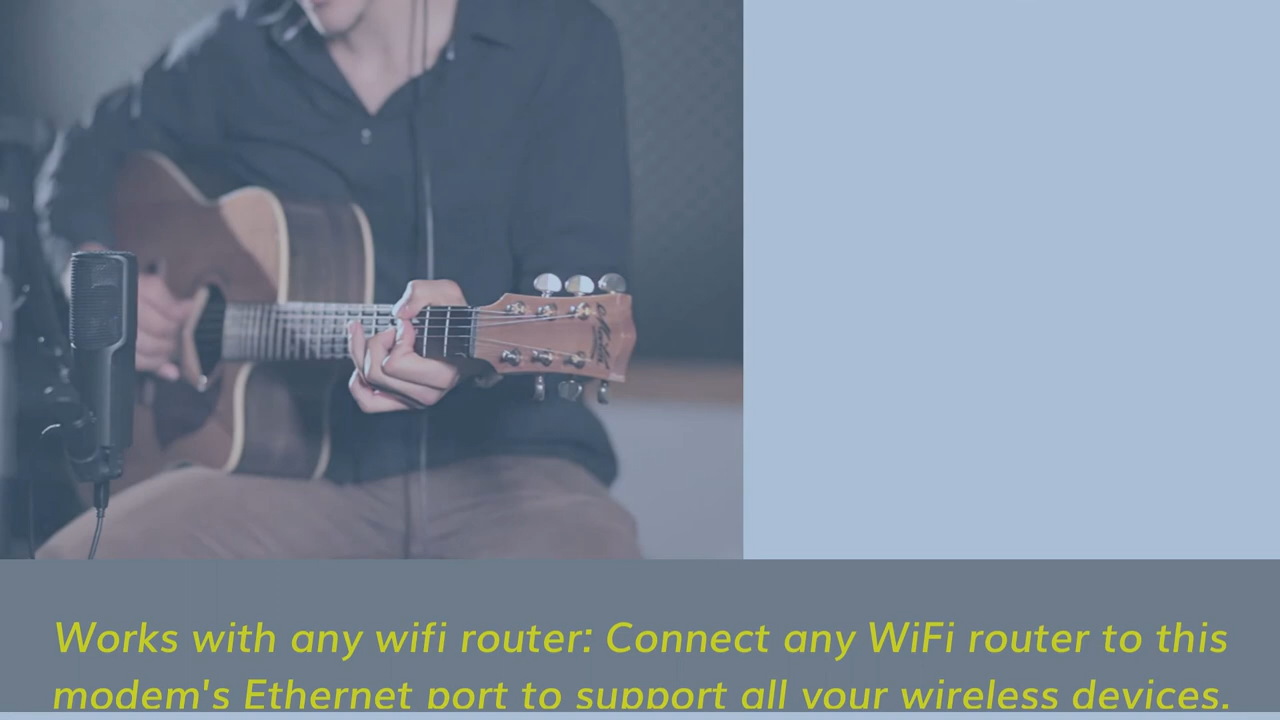 Works with any wifi router: Connect any WiFi router to this
modem's Ethernet port to support all your wireless devices.